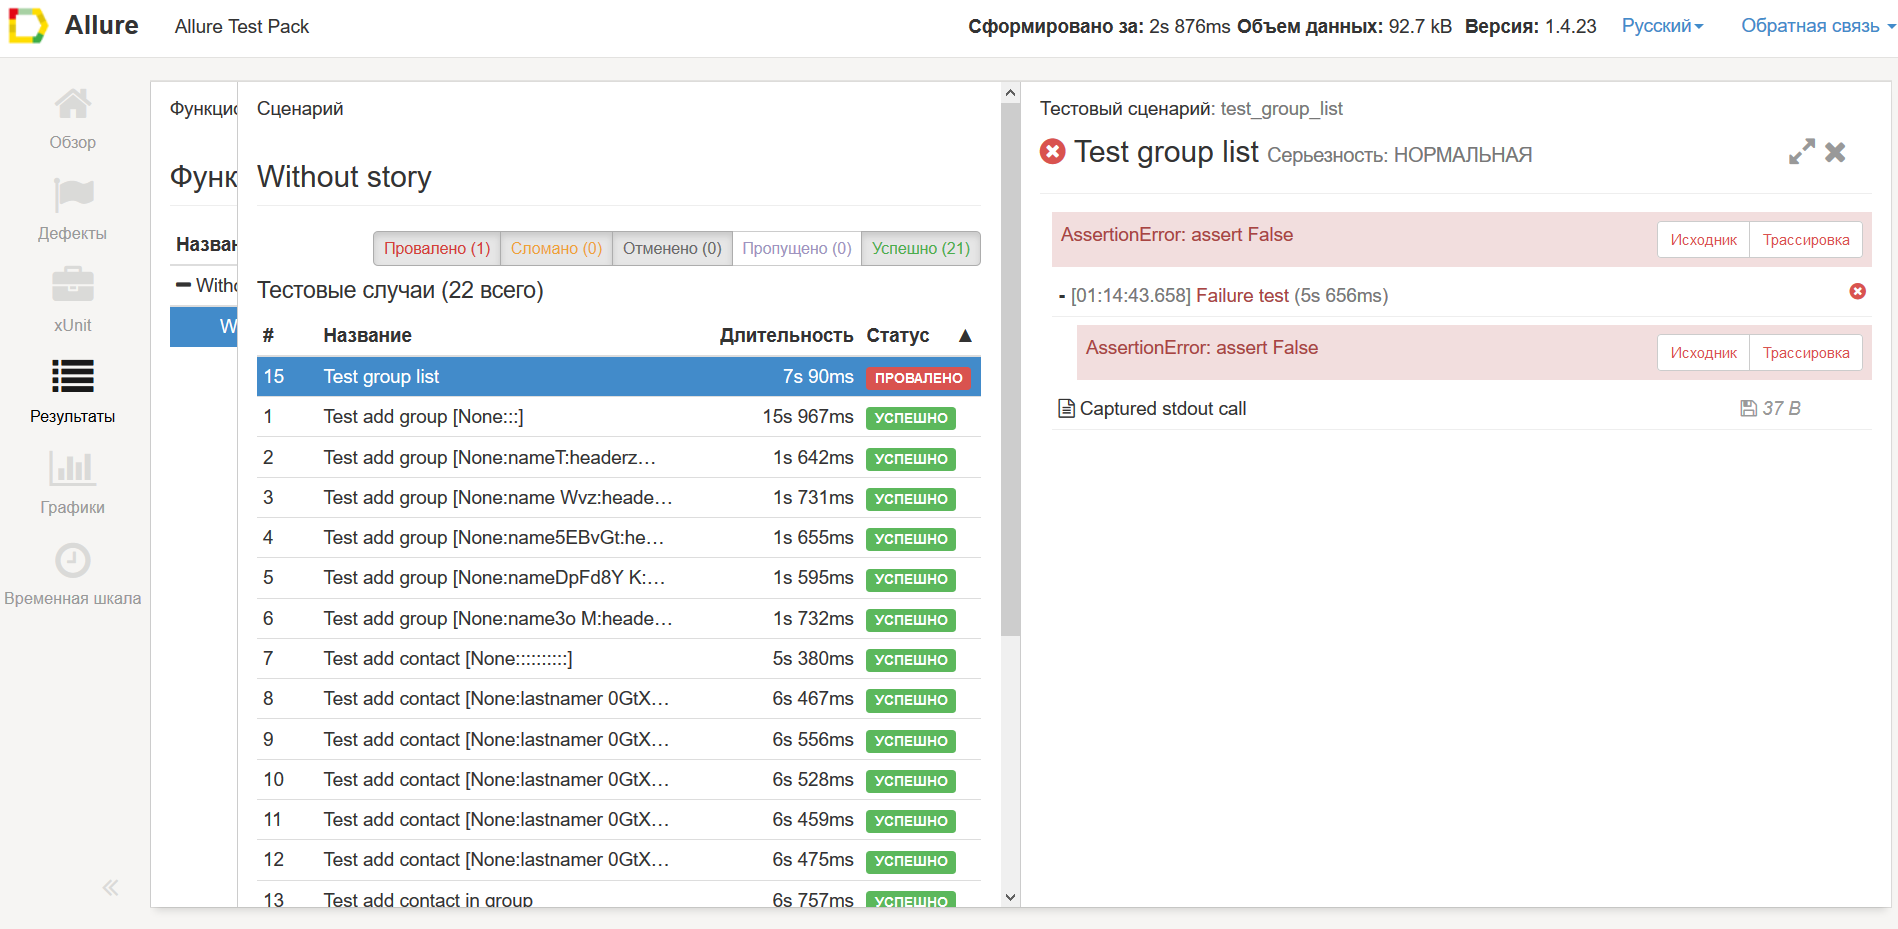 Allure
Allure Test Pack
Сформировано за: 2s 876ms Объем данных: 92.7 kB Версия: 1.4.23
Русский
Обратная связь
Обзор
Дефекты
xUnit
Результаты
Графики
Временная шкала
Функцис
Функ
Назван
Witho
W
Сценарий
Without story
Провалено (1) Сломано (0) Отменено (0) Пропущено (0) Успешно (21)
Тестовые случаи (22 всего)
# Название Длительность Статус ▲
15 Test group list 7s 90ms ПРОВАЛЕНО
1 Test add group [None:::] 15s 967ms УСПЕШНО
2 Test add group [None:nameT:headerz… 1s 642ms УСПЕШНО
3 Test add group [None:name Wvz:heade… 1s 731ms УСПЕШНО
4 Test add group [None:name5EBvGt:he… 1s 655ms УСПЕШНО
5 Test add group [None:nameDpFd8Y K:… 1s 595ms УСПЕШНО
6 Test add group [None:name3o M:heade… 1s 732ms УСПЕШНО
7 Test add contact [None::::::::::] 5s 380ms УСПЕШНО
8 Test add contact [None:lastnamer 0GtX… 6s 467ms УСПЕШНО
9 Test add contact [None:lastnamer 0GtX… 6s 556ms УСПЕШНО
10 Test add contact [None:lastnamer 0GtX… 6s 528ms УСПЕШНО
11 Test add contact [None:lastnamer 0GtX… 6s 459ms УСПЕШНО
12 Test add contact [None:lastnamer 0GtX… 6s 475ms УСПЕШНО
13 Test add contact in group 6s 757ms УСПЕШНО
Тестовый сценарий: test_group_list
Test group list Серьезность: НОРМАЛЬНАЯ
AssertionError: assert False Исходник Трассировка
- [01:14:43.658] Failure test (5s 656ms)
AssertionError: assert False Исходник Трассировка
Captured stdout call 37 B